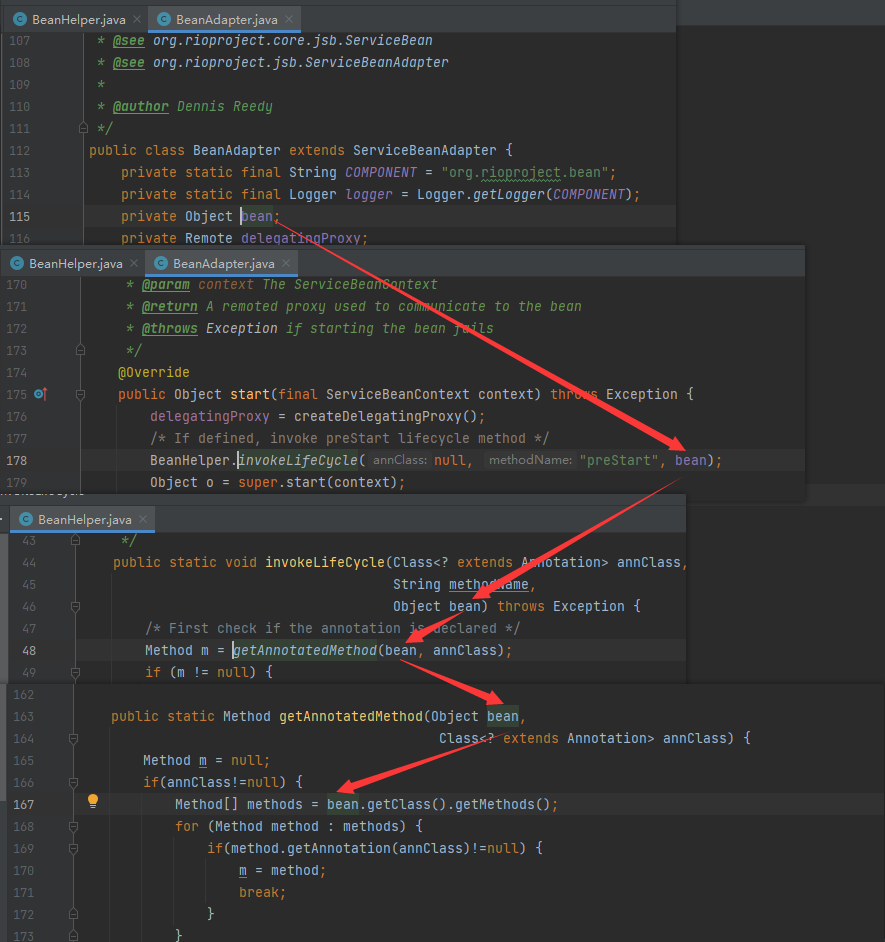 BeanHelper.java × BeanAdapter.java ×
107 * @see org.rioproject.core.jsb.ServiceBean
108 * @see org.rioproject.jsb.ServiceBeanAdapter
109 *
110 * @author Dennis Reedy
111 */
112 public class BeanAdapter extends ServiceBeanAdapter {
113 private static final String COMPONENT = "org.rioproject.bean";
114 private static final Logger logger = Logger.getLogger(COMPONENT);
115 private Object bean;
116 private Remote delegatingProxy;
BeanHelper.java × BeanAdapter.java ×
170 * @param context The ServiceBeanContext
171 * @return A remoted proxy used to communicate to the bean
172 * @throws Exception if starting the bean fails
173 */
174 @Override
175 public Object start(final ServiceBeanContext context) throws Exception {
176 delegatingProxy = createDelegatingProxy();
177 /* If defined, invoke preStart lifecycle method */
178 BeanHelper.invokeLifeCycle( annClass: null, methodName: "preStart", bean);
179 Object o = super.start(context);
BeanHelper.java ×
43 */
44 public static void invokeLifeCycle(Class<? extends Annotation> annClass,
45 String methodName,
46 Object bean) throws Exception {
47 /* First check if the annotation is declared */
48 Method m = getAnnotatedMethod(bean, annClass);
49 if (m != null) {
162
163 public static Method getAnnotatedMethod(Object bean,
164 Class<? extends Annotation> annClass) {
165 Method m = null;
166 if(annClass!=null) {
167 Method[] methods = bean.getClass().getMethods();
168 for (Method method : methods) {
169 if(method.getAnnotation(annClass)!=null) {
170 m = method;
171 break;
172 }
173 }